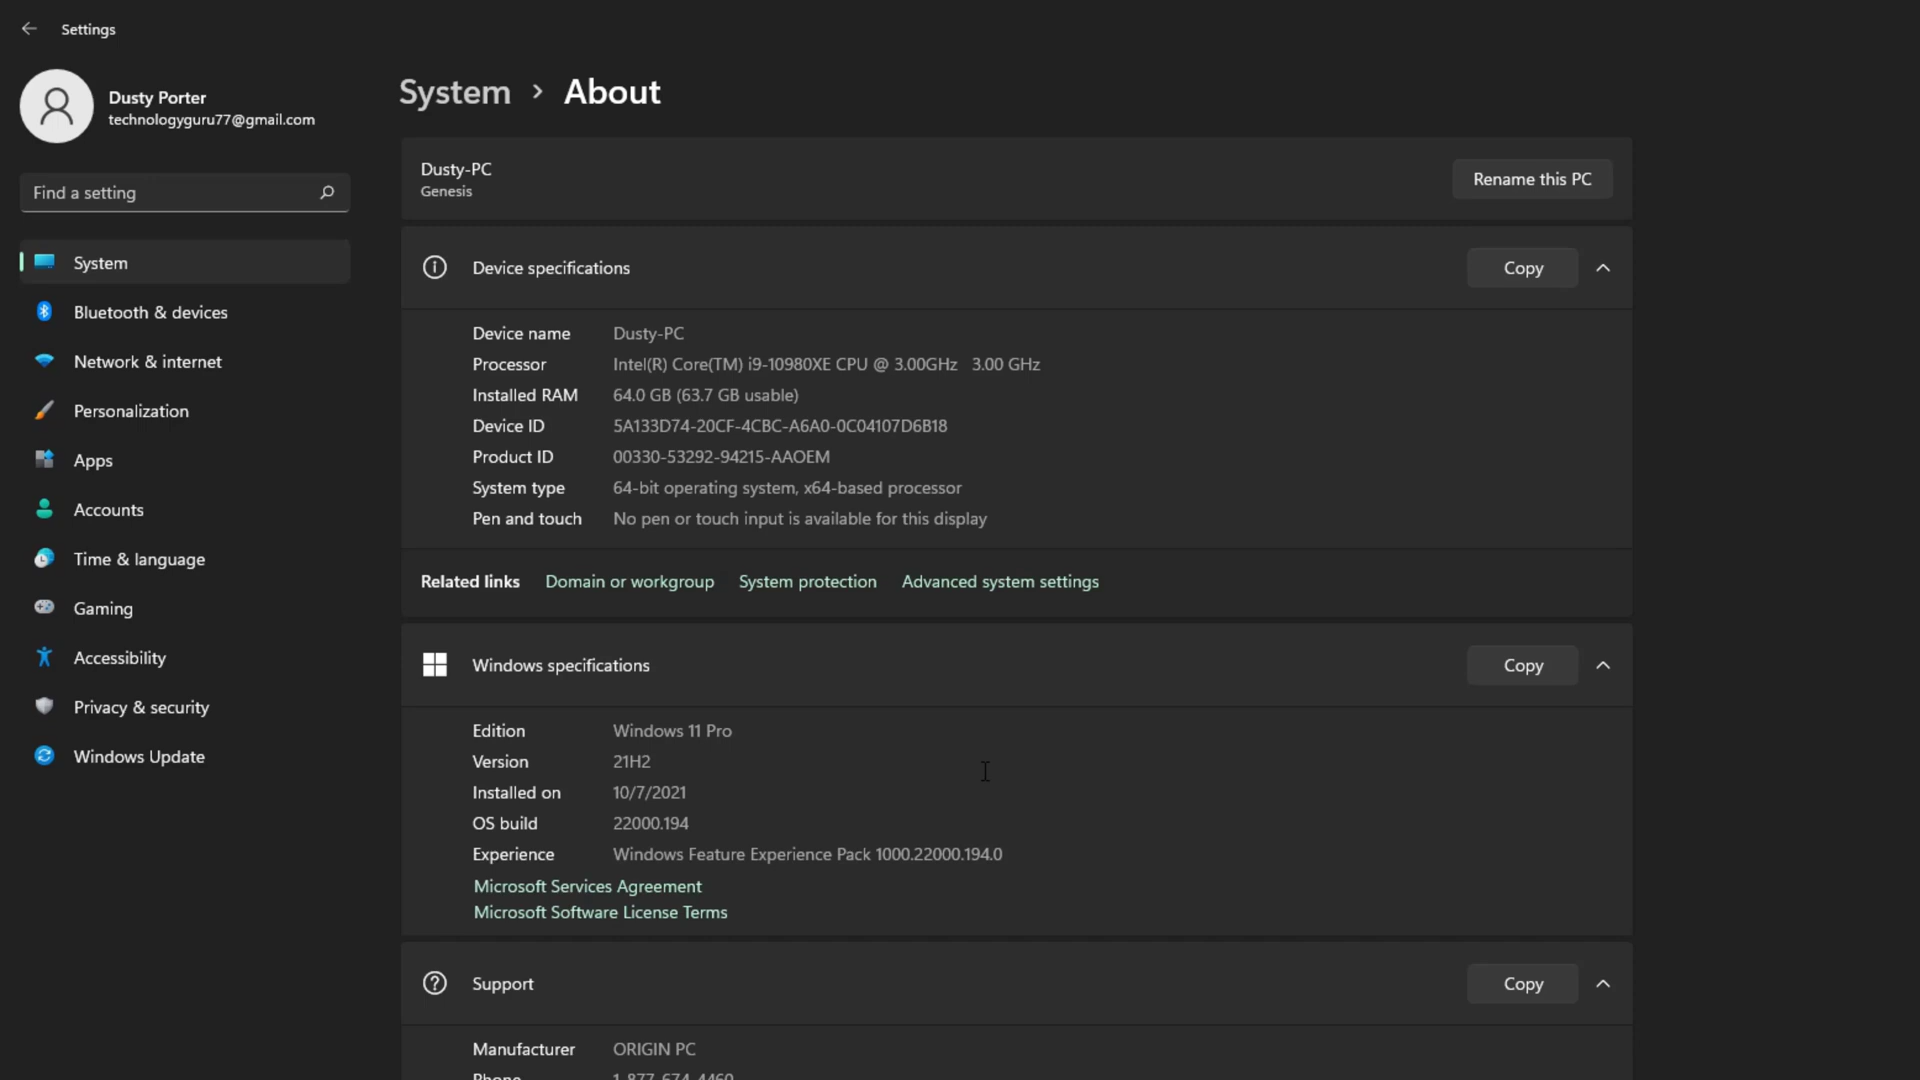 Settings
Dusty Porter
technologyguru77@gmail.com
Find a setting
System
Bluetooth & devices
Network & internet
Personalization
Apps
Accounts
Time & language
Gaming
Accessibility
Privacy & security
Windows Update
System > About
Dusty-PC
Genesis
Rename this PC
Device specifications
Copy
Device name Dusty-PC
Processor Intel(R) Core(TM) i9-10980XE CPU @ 3.00GHz 3.00 GHz
Installed RAM 64.0 GB (63.7 GB usable)
Device ID 5A133D74-20CF-4CBC-A6A0-0C04107D6B18
Product ID 00330-53292-94215-AAOEM
System type 64-bit operating system, x64-based processor
Pen and touch No pen or touch input is available for this display
Related links Domain or workgroup System protection Advanced system settings
Windows specifications
Copy
Edition Windows 11 Pro
Version 21H2
Installed on 10/7/2021
OS build 22000.194
Experience Windows Feature Experience Pack 1000.22000.194.0
Microsoft Services Agreement
Microsoft Software License Terms
Support
Copy
Manufacturer ORIGIN PC
Phone 1-877-674-4460